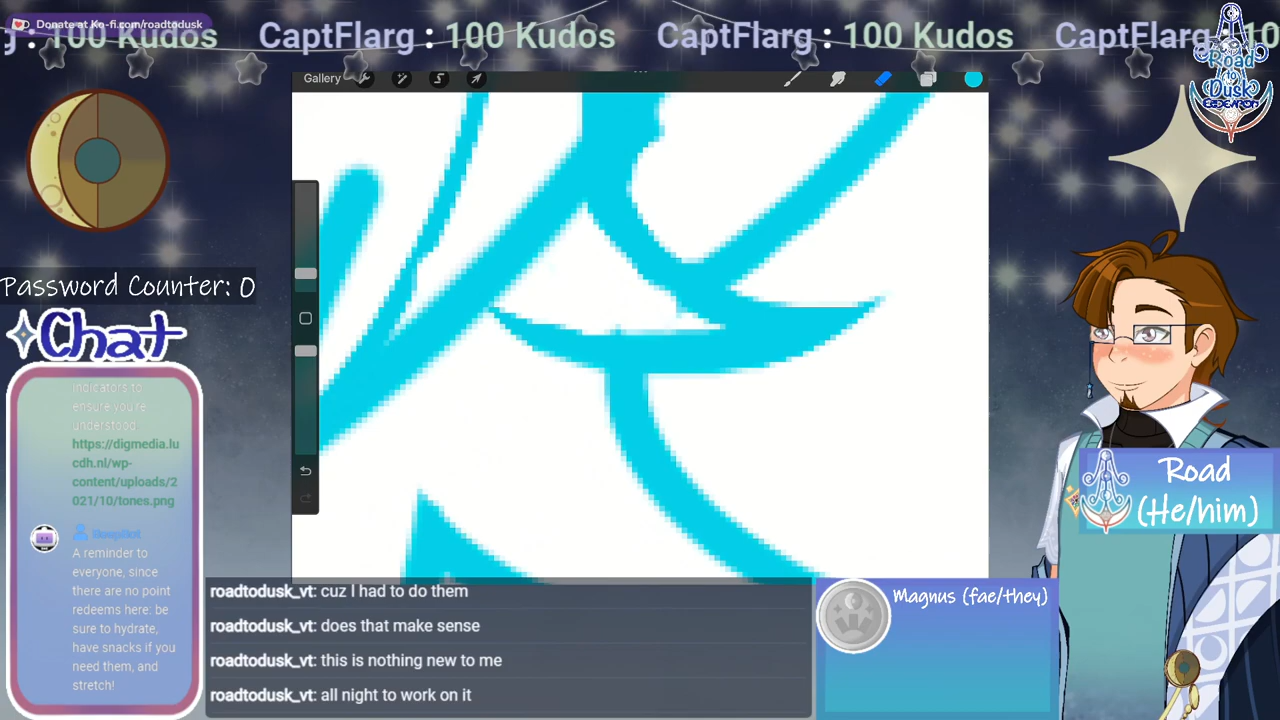 Donate at Ko-fi.com/roadtodusk
g : 100 Kudos CaptFlarg : 100 Kudos CaptFlarg : 100 Kudos CaptFlarg : 10
Road
to
Dusk
Gallery
Password Counter: 0
Chat
indicators to
ensure you're
understood:
https://digmedia.lu
cdh.nl/wp-
content/uploads/2
021/10/tones.png
A reminder to
everyone, since
there are no point
redeems here: be
sure to hydrate,
have snacks if you
need them, and
stretch!
roadtodusk_vt: cuz I had to do them
roadtodusk_vt: does that make sense
roadtodusk_vt: this is nothing new to me
roadtodusk_vt: all night to work on it
Magnus (fae/they)
Road
(He/him)